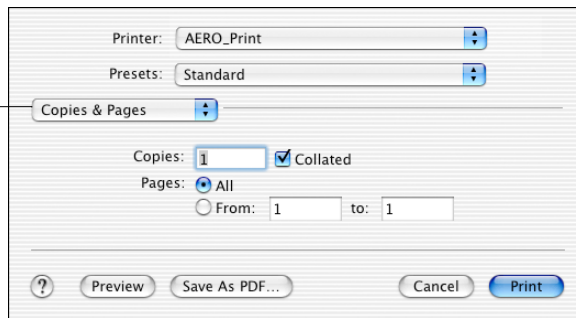 Printer: AERO_Print
Presets: Standard
Copies & Pages
Copies: 1 Collated
Pages: All
From: 1 to: 1
? Preview Save As PDF... Cancel Print